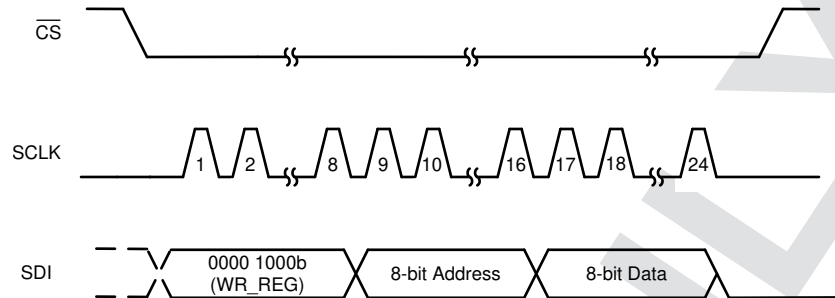 CS
SCLK
1 2 8 9 10 16 17 18 24
SDI
0000 1000b
(WR_REG)
8-bit Address
8-bit Data